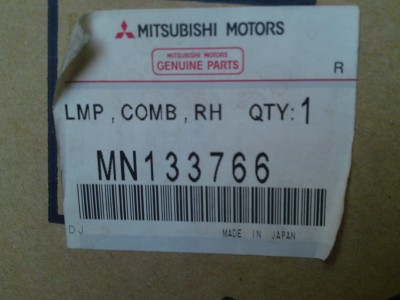 MITSUBISHI MOTORS
MITSUBISHI MOTORS
GENUINE PARTS
R
LMP, COMB, RH QTY: 1
MN133766
DJ MADE IN JAPAN